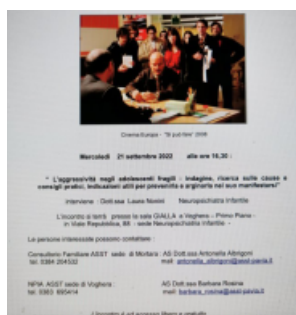 Cinema Europa - "Si può fare" 2008
Mercoledì 21 settembre 2022 alle ore 16,30 :
" L'aggressività negli adolescenti fragili : indagine, ricerca sulle cause e
consigli pratici, indicazioni utili per prevenirla e arginarla nel suo manifestarsi"
interviene : Dott.ssa Laura Nonini Neuropsichiatra Infantile
L'incontro si terrà presso la sala GIALLA a Voghera - Primo Piano -
in Viale Repubblica, 88 - sede Neuropsichiatria Infantile -
Le persone interessate possono contattare :
Consultorio Familiare ASST sede di Mortara : AS Dott.ssa Antonella Albrigoni
tel. 0384 204532 mail: antonella_albrigoni@asst-pavia.it
NPIA ASST sede di Voghera : AS Dott.ssa Barbara Rosina
tel. 0383 695414 mail: barbara_rosina@asst-pavia.it
L'incontro è ad accesso libero e gratuito